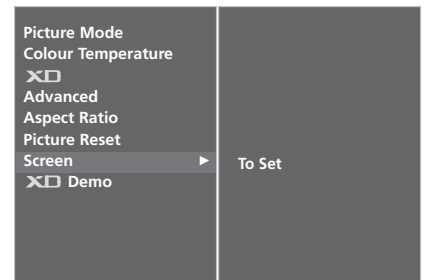 Picture Mode
Colour Temperature
XD
Advanced
Aspect Ratio
Picture Reset
Screen ▶ To Set
XD Demo